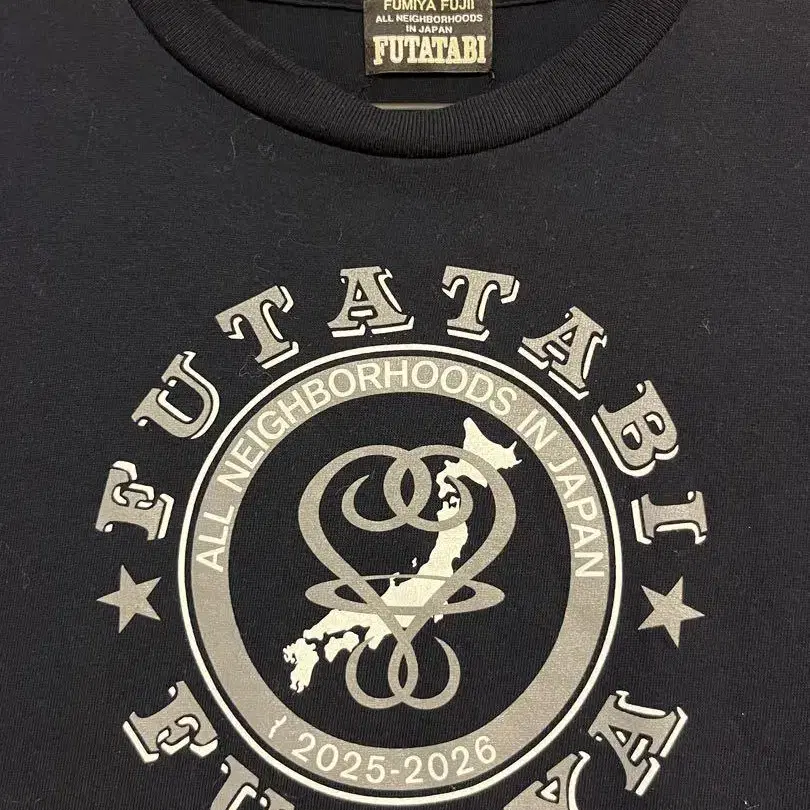 FUMIYA FUJII
ALL NEIGHBORHOODS
IN JAPAN
FUTATABI
FUTATABI
ALL NEIGHBORHOODS IN JAPAN
2025-2026